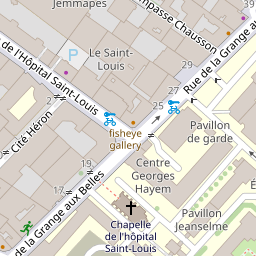 Jemmapes
Impasse Chausson
Le Saint-
Louis
de l'Hôpital Saint-Louis
Rue de la Grange aux
25
27
fisheye
gallery
Cité Héron
19
17
Pavillon
de garde
Centre
Georges
Hayem
de la Grange aux Belles
Chapelle
de l'hôpital
Saint-Louis
Pavillon
Jeanselme